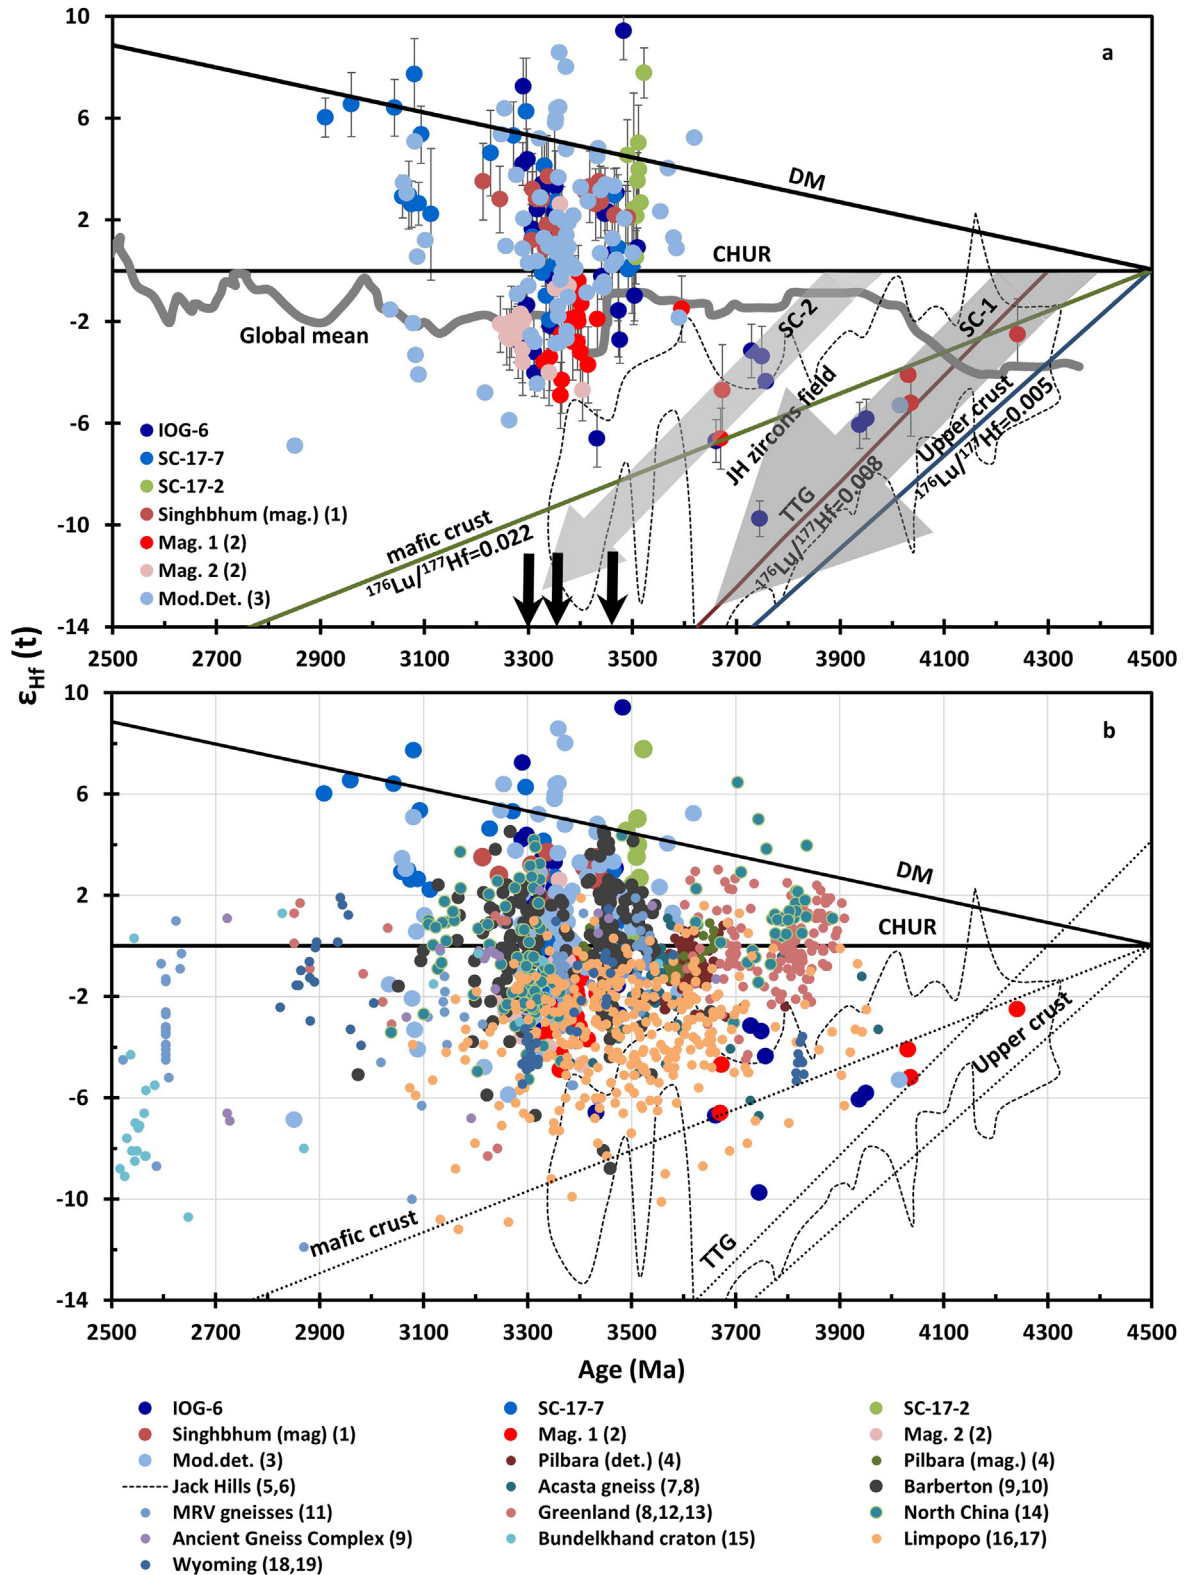 a
10
6
2
-2
-6
-10
-14
DM
CHUR
Global mean
SC-2
SC-1
JH zircons field
Upper crust
¹⁷⁶Lu/¹⁷⁷Hf=0.005
TTG
¹⁷⁶Lu/¹⁷⁷Hf=0.008
mafic crust
¹⁷⁶Lu/¹⁷⁷Hf=0.022
IOG-6
SC-17-7
SC-17-2
Singhbhum (mag.) (1)
Mag. 1 (2)
Mag. 2 (2)
Mod.Det. (3)
2500 2700 2900 3100 3300 3500 3700 3900 4100 4300 4500
εHf (t)
b
10
6
2
-2
-6
-10
-14
DM
CHUR
Upper crust
mafic crust
TTG
2500 2700 2900 3100 3300 3500 3700 3900 4100 4300 4500
Age (Ma)
IOG-6 SC-17-7 SC-17-2
Singhbhum (mag) (1) Mag. 1 (2) Mag. 2 (2)
Mod.det. (3) Pilbara (det.) (4) Pilbara (mag.) (4)
Jack Hills (5,6) Acasta gneiss (7,8) Barberton (9,10)
MRV gneisses (11) Greenland (8,12,13) North China (14)
Ancient Gneiss Complex (9) Bundelkhand craton (15) Limpopo (16,17)
Wyoming (18,19)